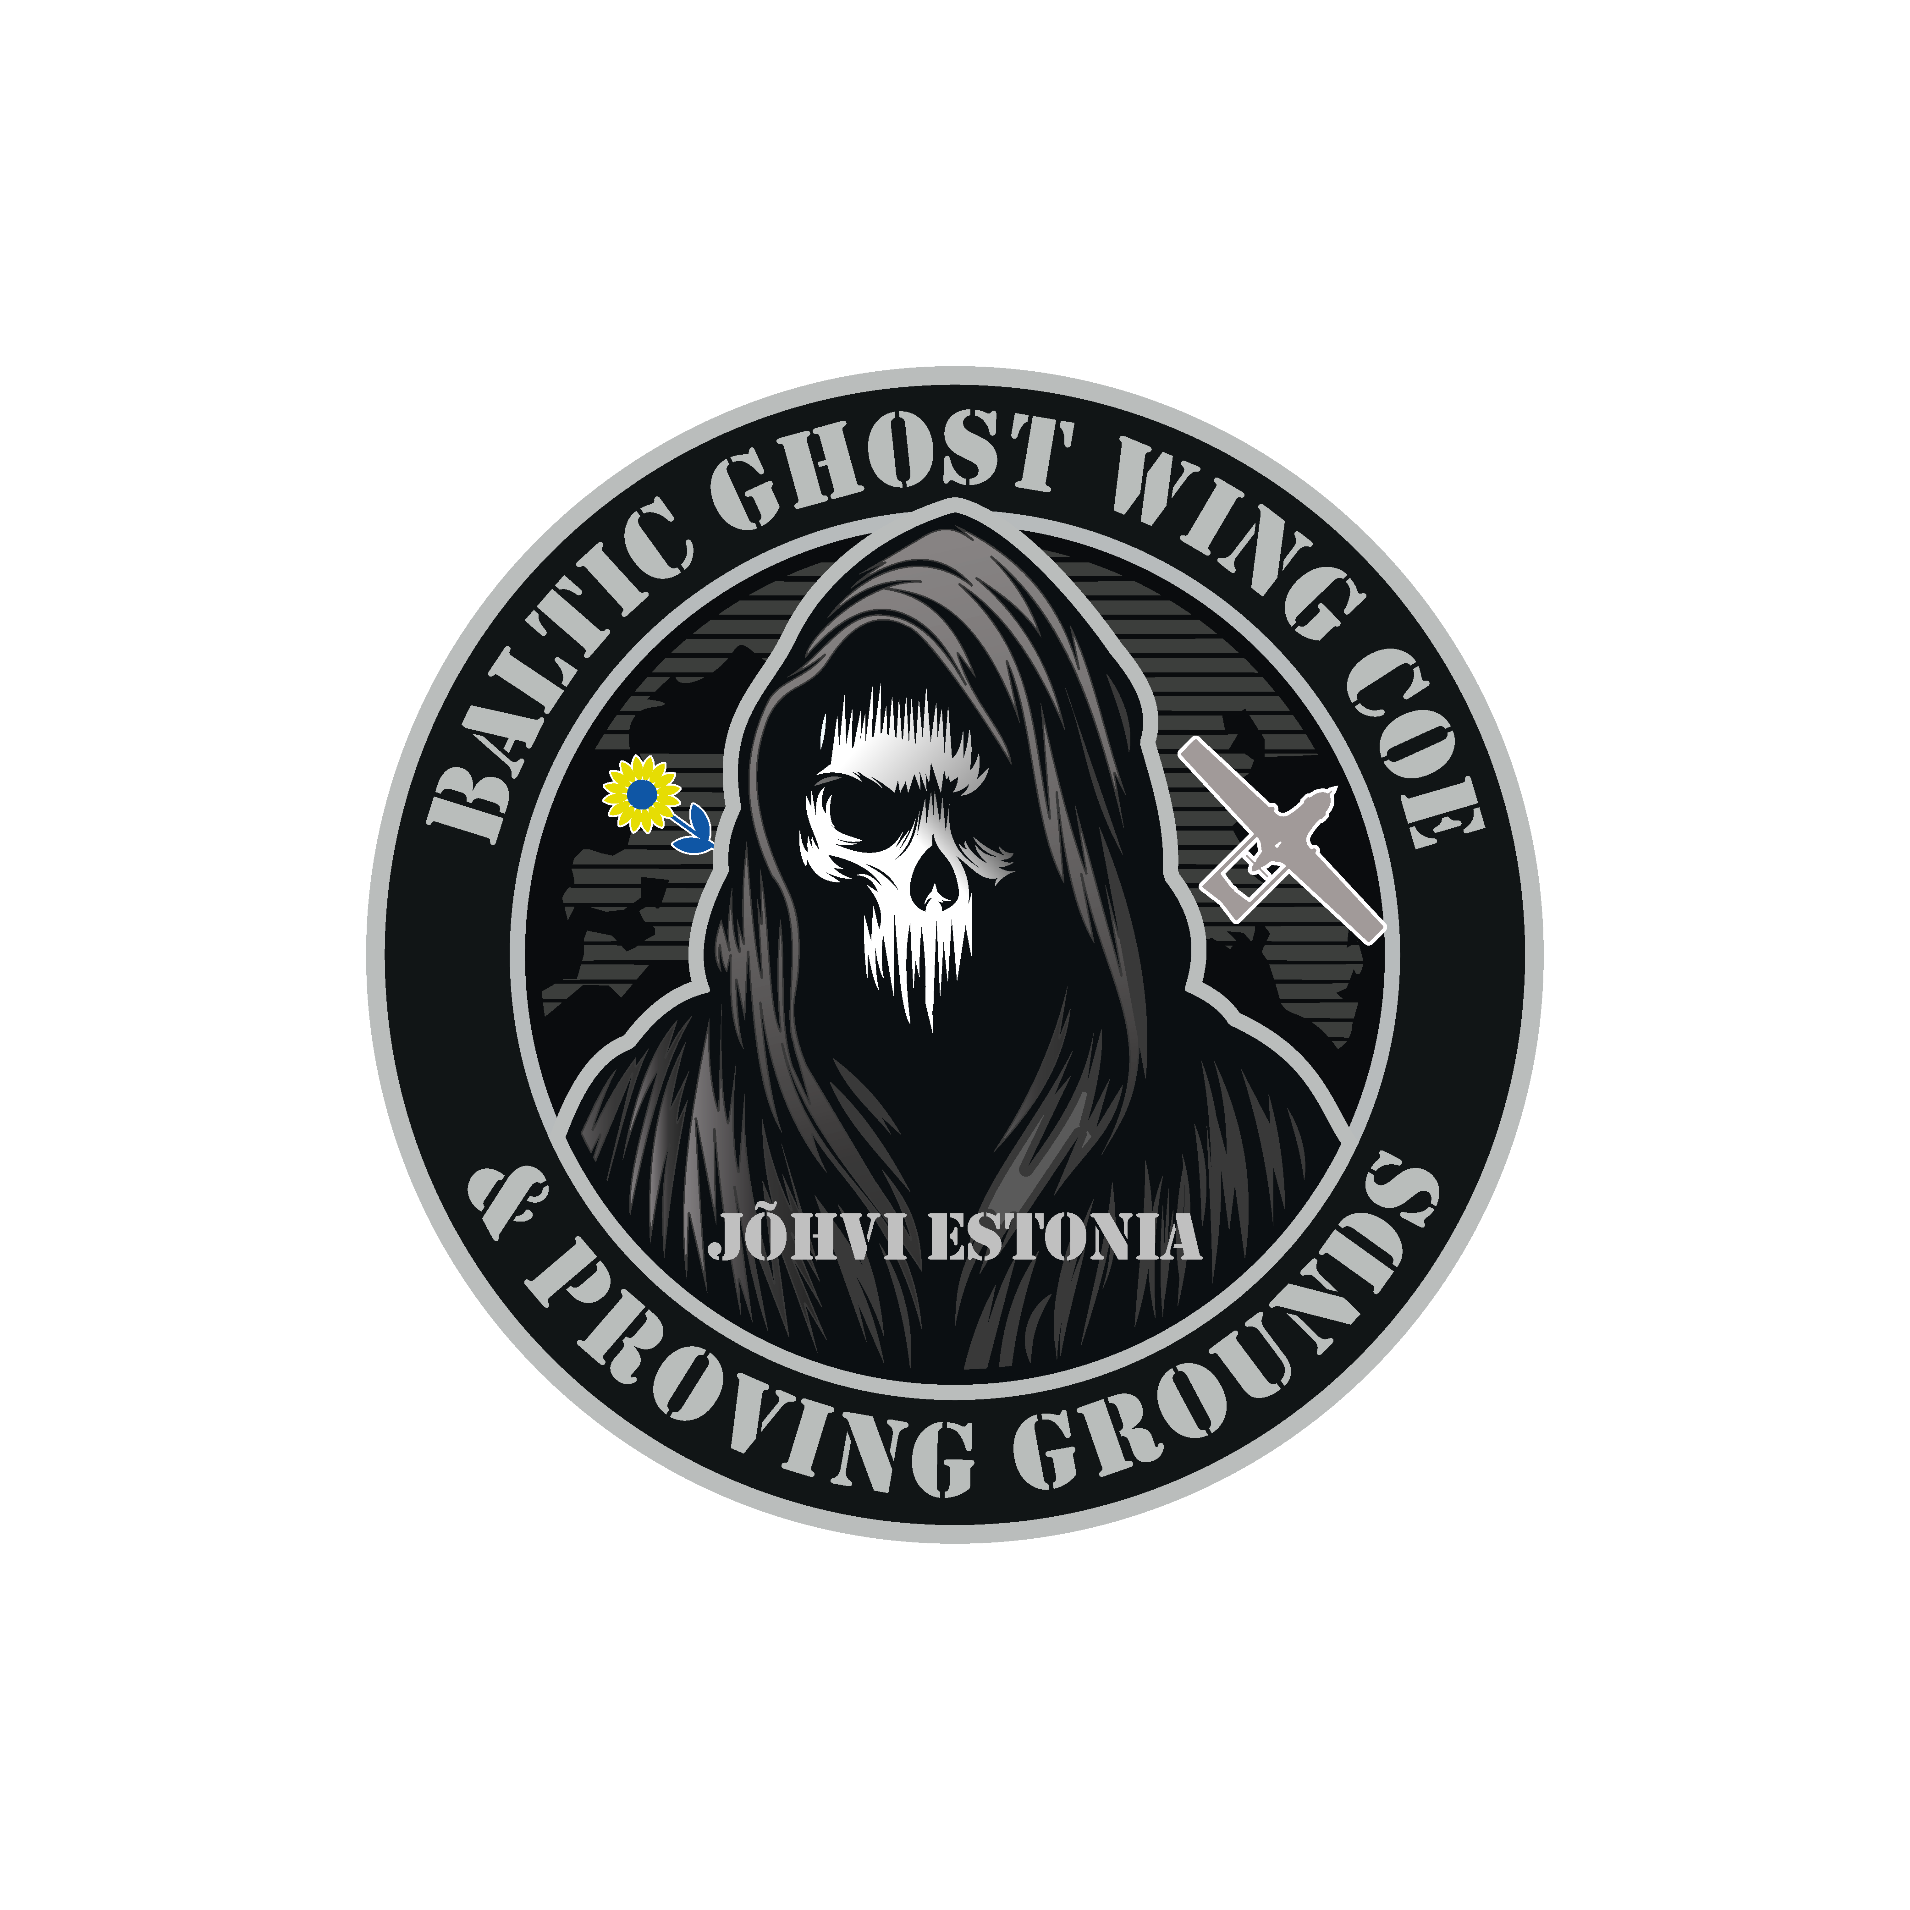 BALTIC GHOST WING COE
JÕHVI ESTONIA
& PROVING GROUNDS